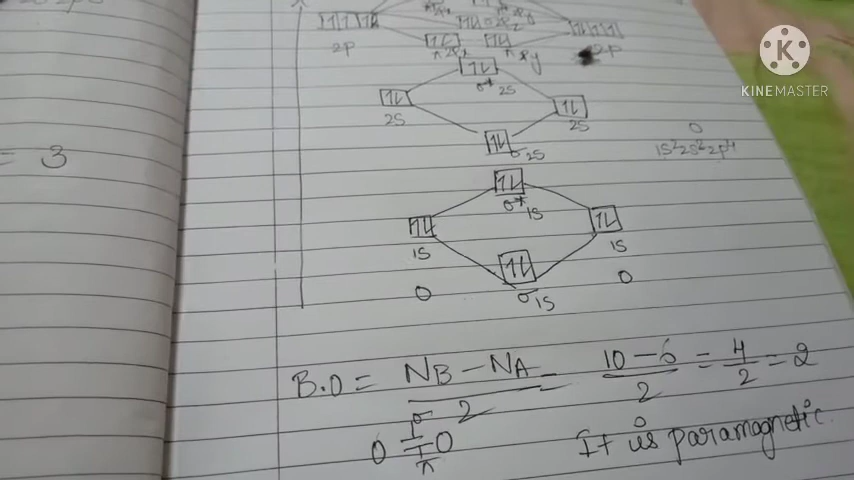 2p
2p
σ*2s
2s
2s
σ2s
O
1s²2s²2p⁴
= 3
σ*1s
1s
1s
σ1s
O
O
B.O = NB - NA / 2 = 10 - 6 / 2 = 4 / 2 = 2
O σ π O
It is paramagnetic.
K
KINEMASTER